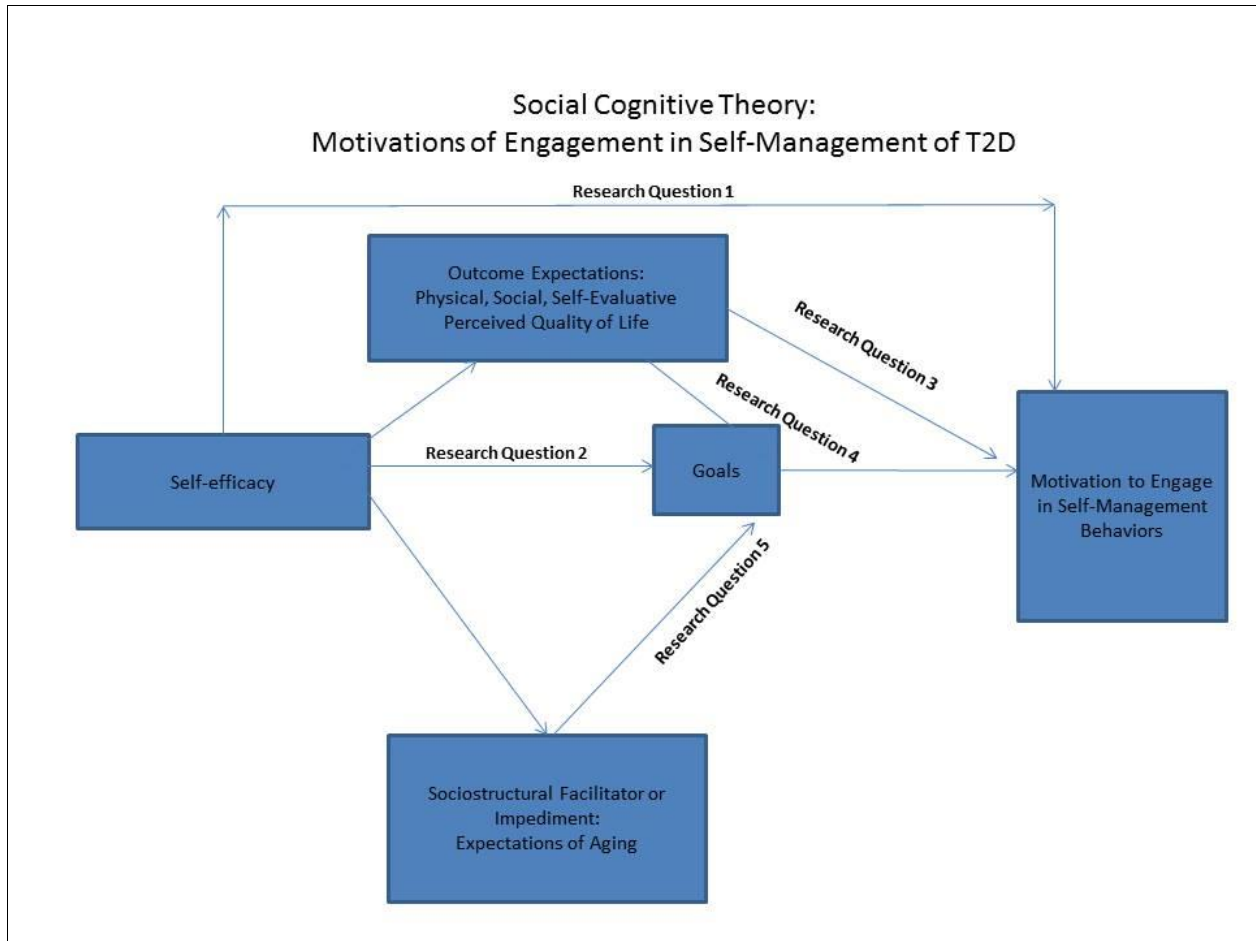 Social Cognitive Theory:
Motivations of Engagement in Self-Management of T2D
Research Question 1
Outcome Expectations:
Physical, Social, Self-Evaluative
Perceived Quality of Life
Research Question 3
Research Question 4
Self-efficacy
Research Question 2
Goals
Motivation to Engage
in Self-Management
Behaviors
Research Question 5
Sociostructural Facilitator or
Impediment:
Expectations of Aging